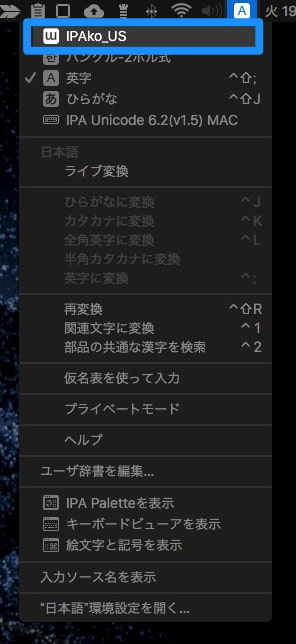 A 火 19
W IPAko_US
한 ハングル-2ボル式
✓ A 英字 ^⇧;
あ ひらがな ^⇧J
IPA Unicode 6.2(v1.5) MAC
日本語
ライブ変換
ひらがなに変換 ^J
カタカナに変換 ^K
全角英字に変換 ^L
半角カタカナに変換
英字に変換 ^;
再変換 ^⇧R
関連文字に変換 ^1
部品の共通な漢字を検索 ^2
仮名表を使って入力
プライベートモード
ヘルプ
ユーザ辞書を編集...
IPA Paletteを表示
キーボードビューアを表示
絵文字と記号を表示
入力ソース名を表示
“日本語”環境設定を開く...